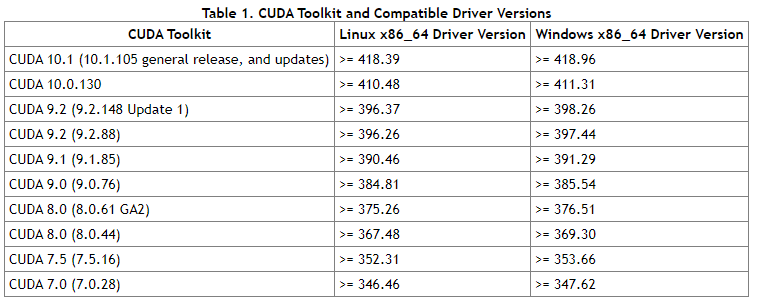 Table 1. CUDA Toolkit and Compatible Driver Versions
CUDA Toolkit Linux x86_64 Driver Version Windows x86_64 Driver Version
CUDA 10.1 (10.1.105 general release, and updates) >= 418.39 >= 418.96
CUDA 10.0.130 >= 410.48 >= 411.31
CUDA 9.2 (9.2.148 Update 1) >= 396.37 >= 398.26
CUDA 9.2 (9.2.88) >= 396.26 >= 397.44
CUDA 9.1 (9.1.85) >= 390.46 >= 391.29
CUDA 9.0 (9.0.76) >= 384.81 >= 385.54
CUDA 8.0 (8.0.61 GA2) >= 375.26 >= 376.51
CUDA 8.0 (8.0.44) >= 367.48 >= 369.30
CUDA 7.5 (7.5.16) >= 352.31 >= 353.66
CUDA 7.0 (7.0.28) >= 346.46 >= 347.62